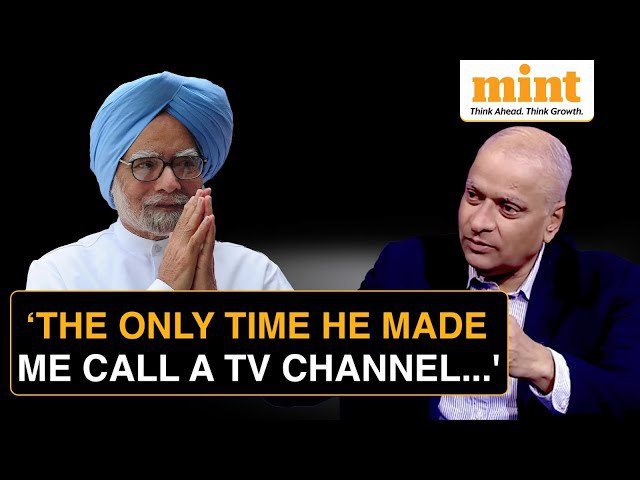 mint
Think Ahead. Think Growth.
‘THE ONLY TIME HE MADE
ME CALL A TV CHANNEL...'